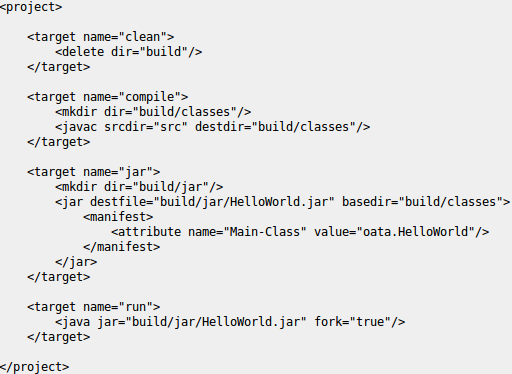 <project>

    <target name="clean">
        <delete dir="build"/>
    </target>

    <target name="compile">
        <mkdir dir="build/classes"/>
        <javac srcdir="src" destdir="build/classes"/>
    </target>

    <target name="jar">
        <mkdir dir="build/jar"/>
        <jar destfile="build/jar/HelloWorld.jar" basedir="build/classes">
            <manifest>
                <attribute name="Main-Class" value="oata.HelloWorld"/>
            </manifest>
        </jar>
    </target>

    <target name="run">
        <java jar="build/jar/HelloWorld.jar" fork="true"/>
    </target>

</project>